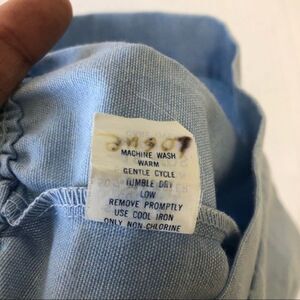 MACHINE WASH
WARM
GENTLE CYCLE
TUMBLE DRY
LOW
REMOVE PROMPTLY
USE COOL IRON
ONLY NON-CHLORINE